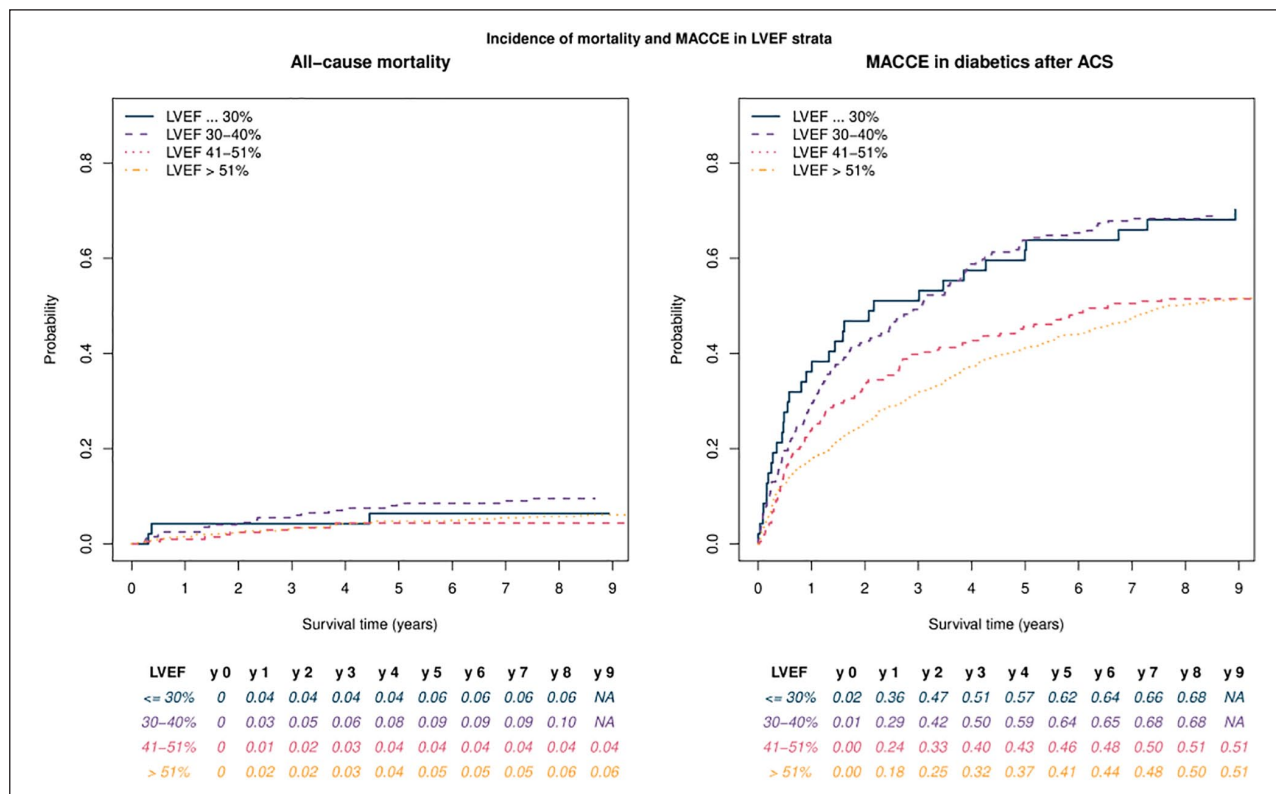 Incidence of mortality and MACCE in LVEF strata
All-cause mortality
LVEF ... 30%
LVEF 30-40%
LVEF 41-51%
LVEF > 51%
Probability
0.8
0.6
0.4
0.2
0.0
0 1 2 3 4 5 6 7 8 9
Survival time (years)
LVEF y 0 y 1 y 2 y 3 y 4 y 5 y 6 y 7 y 8 y 9
<= 30% 0 0.04 0.04 0.04 0.04 0.06 0.06 0.06 0.06 NA
30-40% 0 0.03 0.05 0.06 0.08 0.09 0.09 0.09 0.10 NA
41-51% 0 0.01 0.02 0.03 0.04 0.04 0.04 0.04 0.04 0.04
> 51% 0 0.02 0.02 0.03 0.04 0.05 0.05 0.05 0.06 0.06
MACCE in diabetics after ACS
LVEF ... 30%
LVEF 30-40%
LVEF 41-51%
LVEF > 51%
Probability
0.8
0.6
0.4
0.2
0.0
0 1 2 3 4 5 6 7 8 9
Survival time (years)
LVEF y 0 y 1 y 2 y 3 y 4 y 5 y 6 y 7 y 8 y 9
<= 30% 0.02 0.36 0.47 0.51 0.57 0.62 0.64 0.66 0.68 NA
30-40% 0.01 0.29 0.42 0.50 0.59 0.64 0.65 0.68 0.68 NA
41-51% 0.00 0.24 0.33 0.40 0.43 0.46 0.48 0.50 0.51 0.51
> 51% 0.00 0.18 0.25 0.32 0.37 0.41 0.44 0.48 0.50 0.51